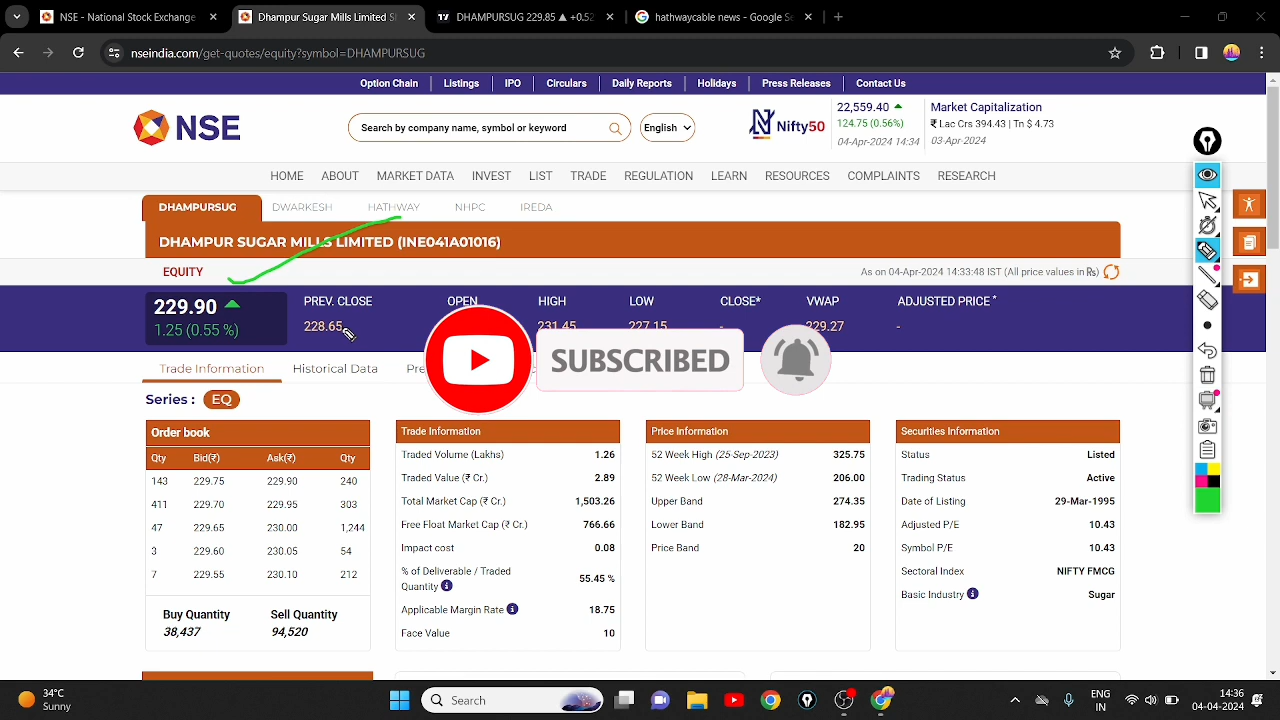 NSE - National Stock Exchange
Dhampur Sugar Mills Limited S
DHAMPURSUG 229.85 ▲ +0.52
hathwaycable news - Google Se
nseindia.com/get-quotes/equity?symbol=DHAMPURSUG
Option Chain Listings IPO Circulars Daily Reports Holidays Press Releases Contact Us
NSE
Search by company name, symbol or keyword
English
Nifty50
22,559.40
124.75 (0.56%)
04-Apr-2024 14:34
Market Capitalization
₹ Lac Crs 394.43 | Tn $ 4.73
03-Apr-2024
HOME ABOUT MARKET DATA INVEST LIST TRADE REGULATION LEARN RESOURCES COMPLAINTS RESEARCH
DHAMPURSUG DWARKESH HATHWAY NHPC IREDA
DHAMPUR SUGAR MILLS LIMITED (INE041A01016)
EQUITY
As on 04-Apr-2024 14:33:48 IST (All price values in ₨)
229.90
1.25 (0.55 %)
PREV. CLOSE OPEN HIGH LOW CLOSE* VWAP ADJUSTED PRICE *
228.65 231.45 227.15 - 229.27 -
SUBSCRIBED
Trade Information Historical Data
Series : EQ
Order book
Qty Bid(₹) Ask(₹) Qty
143 229.75 229.90 240
411 229.70 229.95 303
47 229.65 230.00 1,244
3 229.60 230.05 54
7 229.55 230.10 212
Buy Quantity Sell Quantity
38,437 94,520
Trade Information
Traded Volume (Lakhs) 1.26
Traded Value (₹ Cr.) 2.89
Total Market Cap (₹ Cr.) 1,503.26
Free Float Market Cap (₹ Cr.) 766.66
Impact cost 0.08
% of Deliverable / Traded
Quantity 55.45 %
Applicable Margin Rate 18.75
Face Value 10
Price Information
52 Week High (25-Sep-2023) 325.75
52 Week Low (28-Mar-2024) 206.00
Upper Band 274.35
Lower Band 182.95
Price Band 20
Securities Information
Status Listed
Trading Status Active
Date of Listing 29-Mar-1995
Adjusted P/E 10.43
Symbol P/E 10.43
Sectoral Index NIFTY FMCG
Basic Industry Sugar
34°C
Sunny
Search
ENG
IN
14:36
04-04-2024